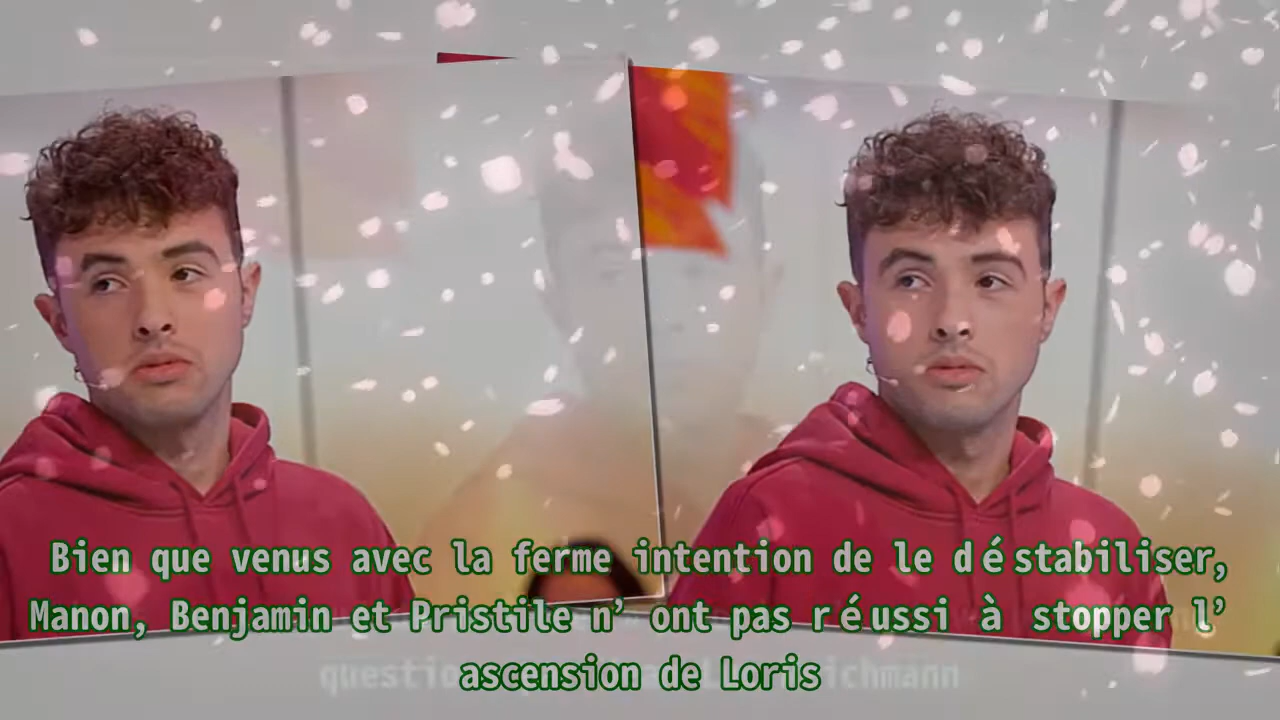 Bien que venus avec la ferme intention de le déstabiliser,
Manon, Benjamin et Pristile n’ ont pas réussi à stopper l’
ascension de Loris